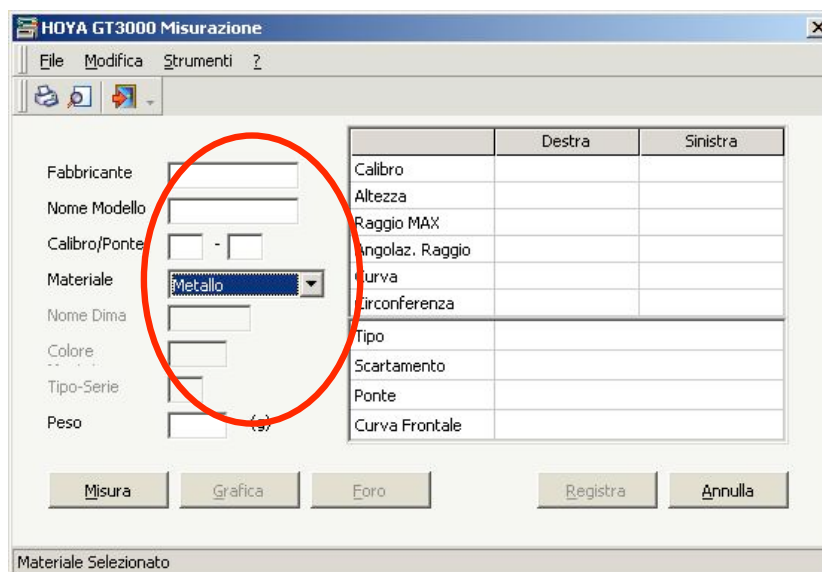 HOYA GT3000 Misurazione
File Modifica Strumenti ?
Destra Sinistra
Fabbricante
Nome Modello
Calibro/Ponte -
Materiale Metallo
Nome Dima
Colore
Tipo-Serie
Peso (g)
Calibro
Altezza
Raggio MAX
Angolaz. Raggio
Curva
Circonferenza
Tipo
Scartamento
Ponte
Curva Frontale
Misura Grafica Foro Registra Annulla
Materiale Selezionato